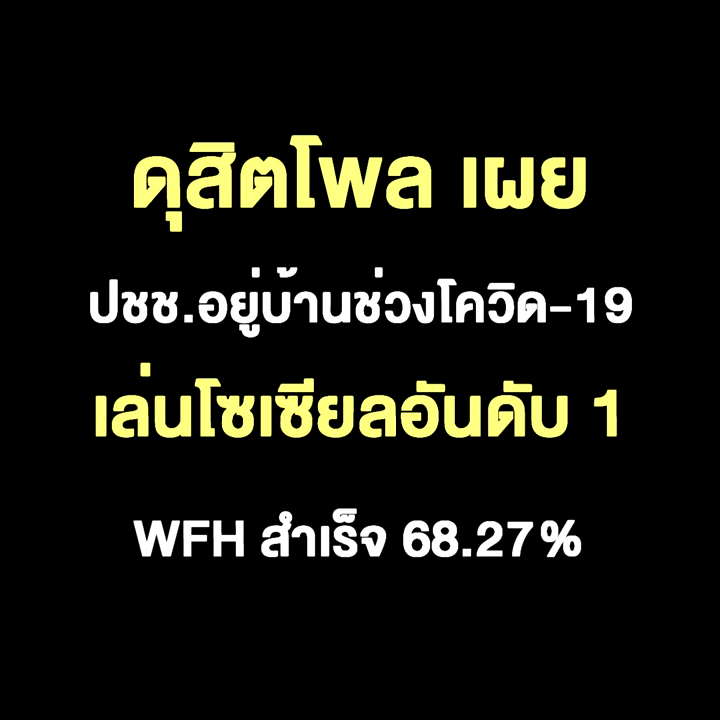 ดุสิตโพล เผย
ปชช.อยู่บ้านช่วงโควิด-19
เล่นโซเซียลอันดับ 1
WFH สำเร็จ 68.27%